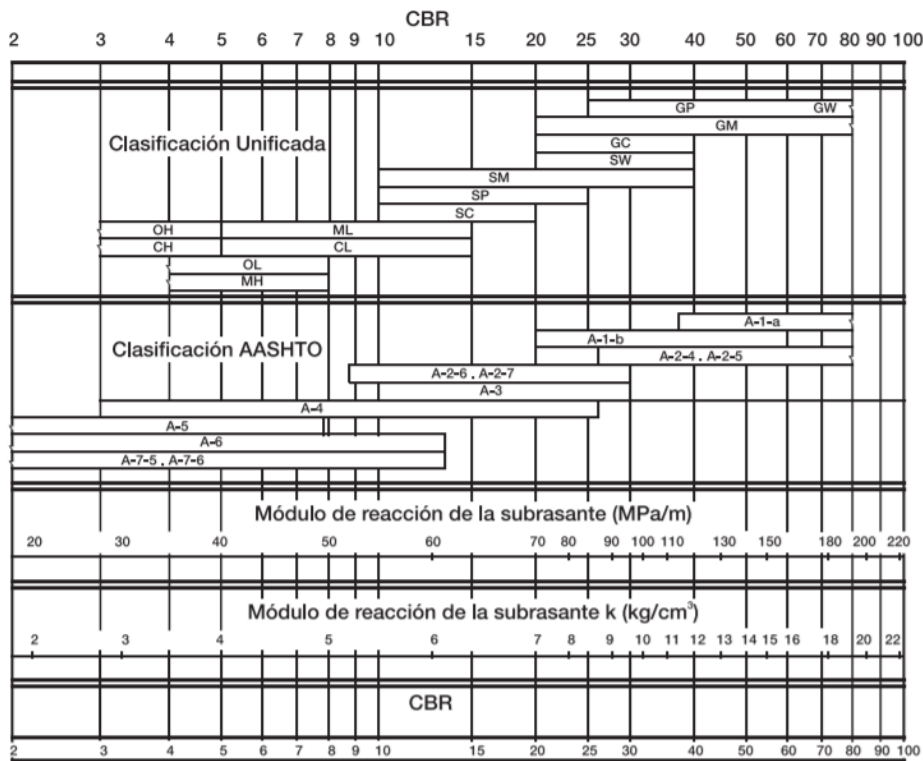 CBR
2 3 4 5 6 7 8 9 10 15 20 25 30 40 50 60 70 80 90 100
GP GW
GM
Clasificación Unificada
GC
SW
SM
SP
SC
OH ML
CH CL
OL
MH
A-1-a
A-1-b
Clasificación AASHTO
A-2-4 . A-2-5
A-2-6 . A-2-7
A-3
A-4
A-5
A-6
A-7-5 . A-7-6
Módulo de reacción de la subrasante (MPa/m)
20 30 40 50 60 70 80 90 100 110 130 150 180 200 220
Módulo de reacción de la subrasante k (kg/cm³)
2 3 4 5 6 7 8 9 10 11 12 13 14 15 16 18 20 22
CBR
2 3 4 5 6 7 8 9 10 15 20 25 30 40 50 60 70 80 90 100